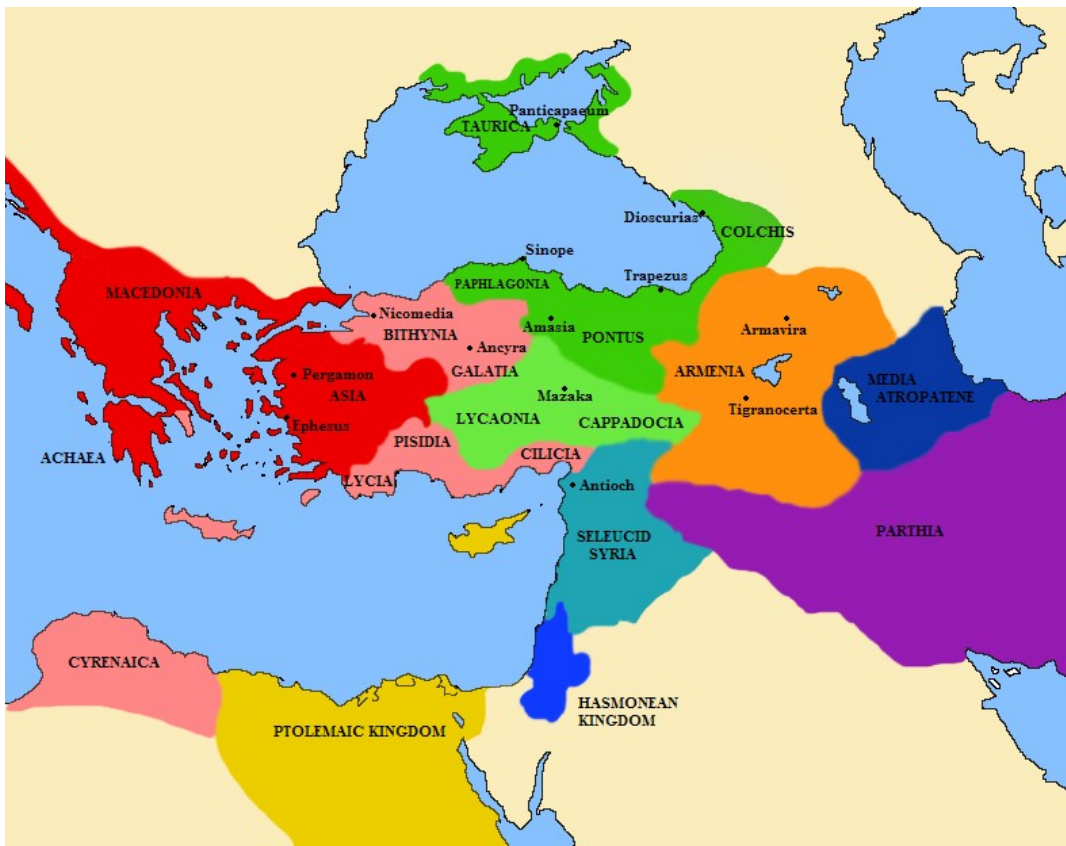 Panticapaeum
TAURICA
Dioscurias
COLCHIS
Sinope
Trapezus
PAPHLAGONIA
MACEDONIA
Nicomedia
BITHYNIA
Amasia
PONTUS
Armavira
Ancyra
GALATIA
ARMENIA
MEDIA
ATROPATENE
Pergamon
ASIA
Mazaka
Tigranocerta
Ephesus
LYCAONIA
CAPPADOCIA
PISIDIA
ACHAEA
CILICIA
LYCIA
Antioch
SELEUCID
SYRIA
PARTHIA
CYRENAICA
HASMONEAN
KINGDOM
PTOLEMAIC KINGDOM